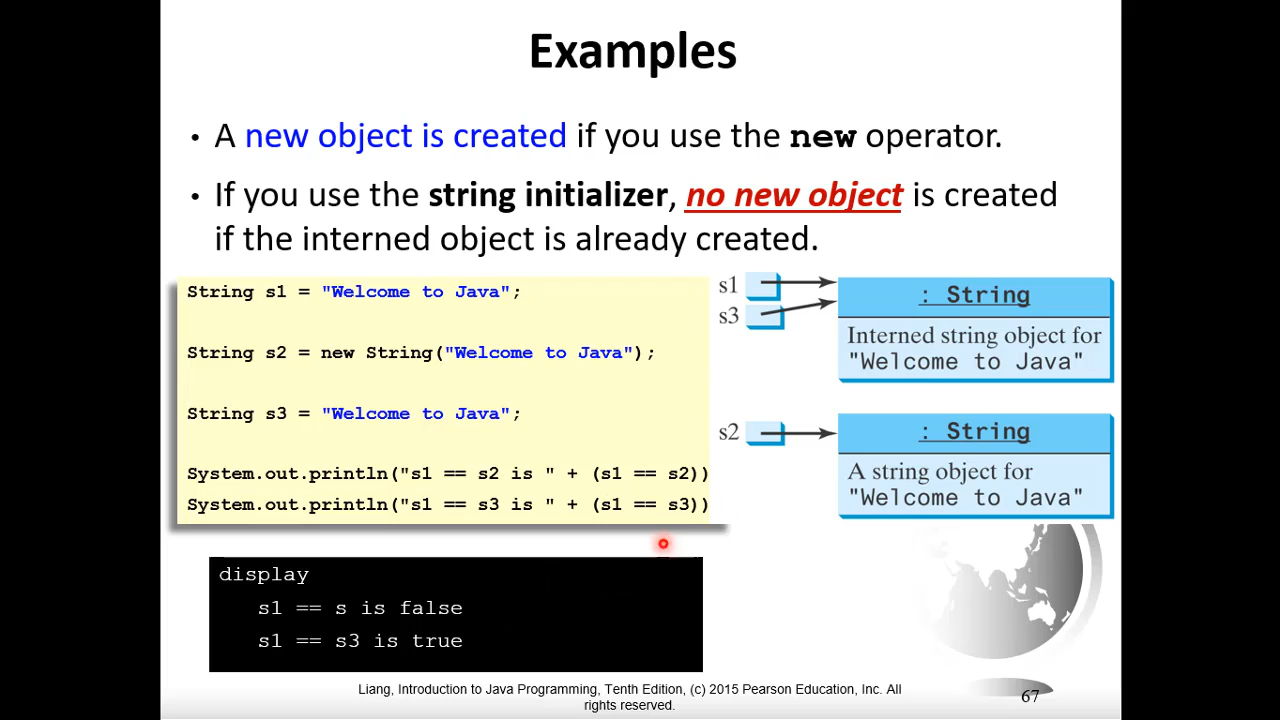 Examples
• A new object is created if you use the new operator.
• If you use the string initializer, no new object is created
if the interned object is already created.
String s1 = "Welcome to Java";
String s2 = new String("Welcome to Java");
String s3 = "Welcome to Java";
System.out.println("s1 == s2 is " + (s1 == s2))
System.out.println("s1 == s3 is " + (s1 == s3))
s1
s3
: String
Interned string object for
"Welcome to Java"
s2
: String
A string object for
"Welcome to Java"
display
s1 == s is false
s1 == s3 is true
Liang, Introduction to Java Programming, Tenth Edition, (c) 2015 Pearson Education, Inc. All
rights reserved.
67